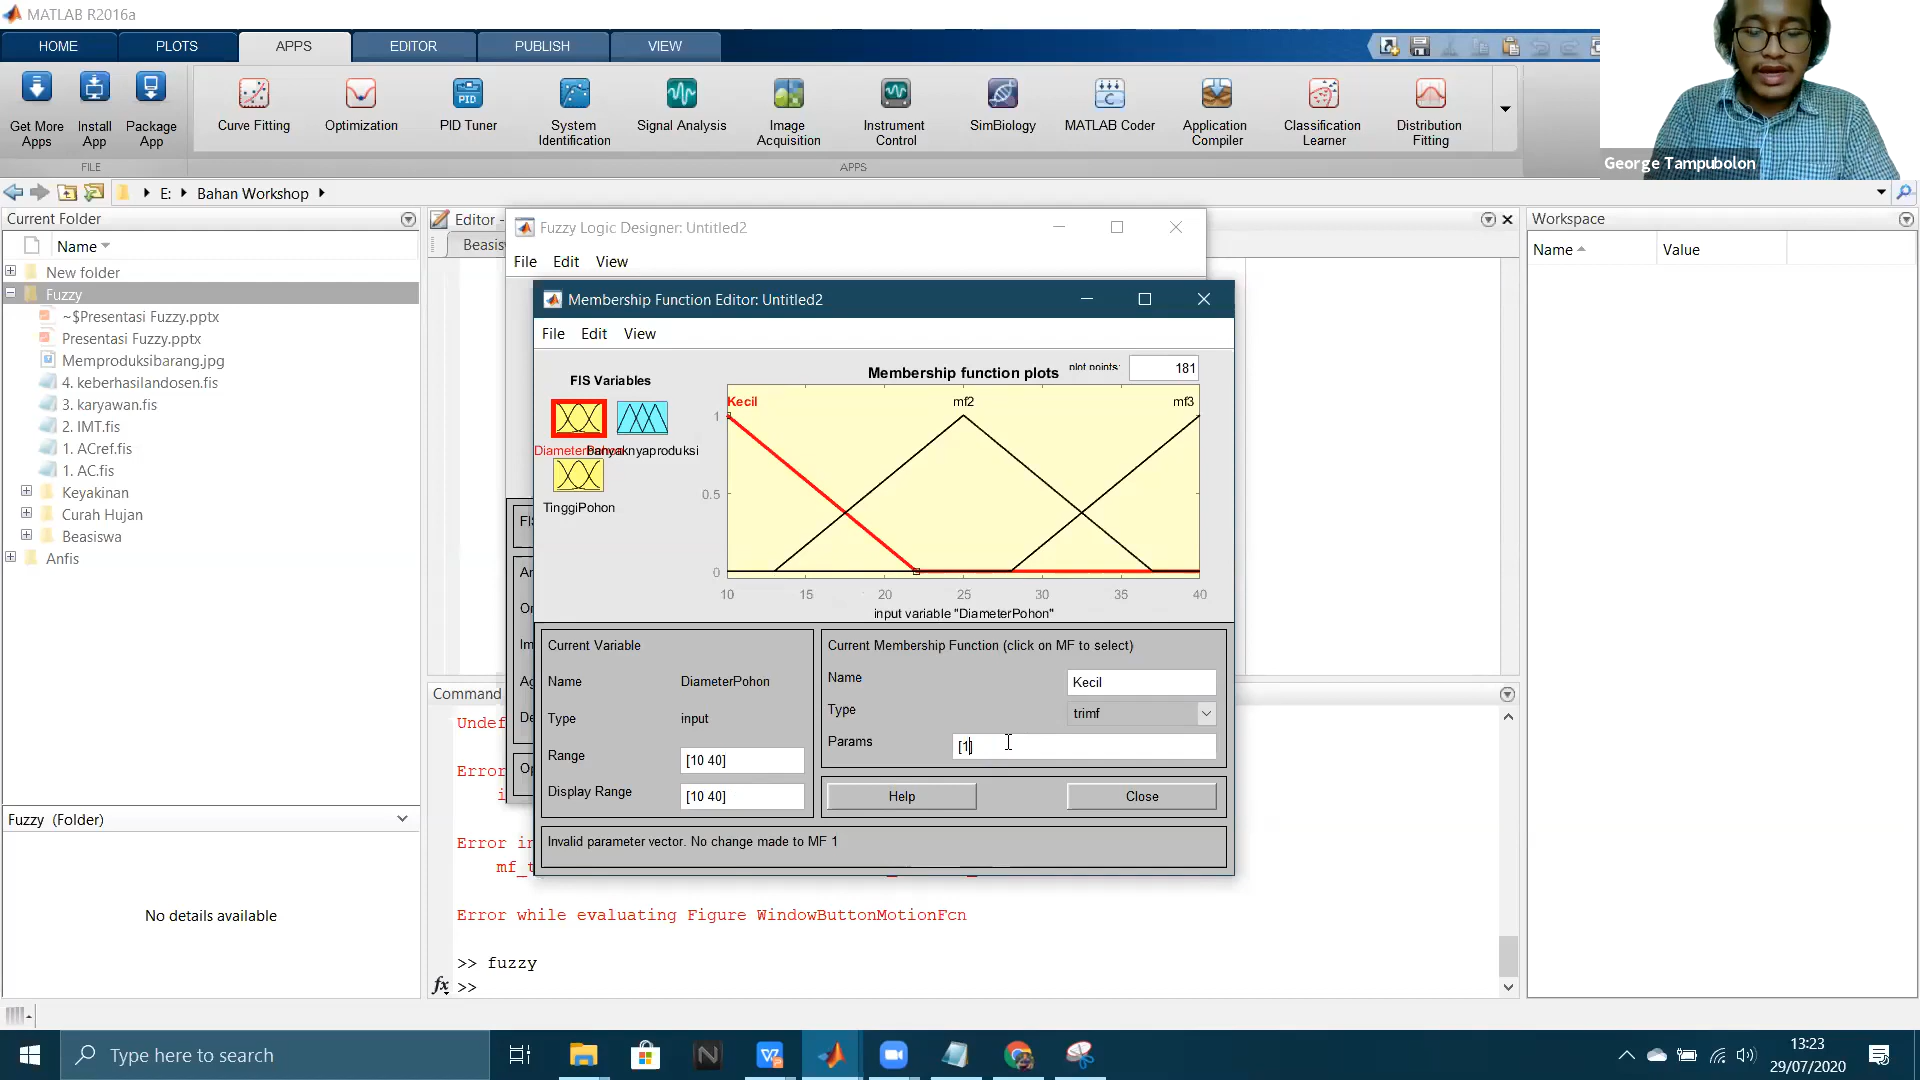 MATLAB R2016a
HOME
PLOTS
APPS
EDITOR
PUBLISH
VIEW
Get More Apps
Install App
Package App
Curve Fitting
Optimization
PID Tuner
System Identification
Signal Analysis
Image Acquisition
Instrument Control
SimBiology
MATLAB Coder
Application Compiler
Classification Learner
Distribution Fitting
FILE
APPS
George Tampubolon
E:
Bahan Workshop
Current Folder
Name
New folder
Fuzzy
~$Presentasi Fuzzy.pptx
Presentasi Fuzzy.pptx
Memproduksibarang.jpg
4. keberhasilandosen.fis
3. karyawan.fis
2. IMT.fis
1. ACref.fis
1. AC.fis
Keyakinan
Curah Hujan
Beasiswa
Anfis
Fuzzy (Folder)
No details available
Editor -
Beasis
Fuzzy Logic Designer: Untitled2
File Edit View
Membership Function Editor: Untitled2
File Edit View
FIS Variables
DiameterPohon
banyaknyaproduksi
TinggiPohon
Membership function plots
plot points:
181
Kecil
mf2
mf3
1
0.5
0
10 15 20 25 30 35 40
input variable "DiameterPohon"
Current Variable
Name DiameterPohon
Type input
Range [10 40]
Display Range [10 40]
Current Membership Function (click on MF to select)
Name Kecil
Type trimf
Params [1]
Help
Close
Invalid parameter vector. No change made to MF 1
Command
Undef
Error
i
Error in
mf_t
Error while evaluating Figure WindowButtonMotionFcn
>> fuzzy
fx >>
Workspace
Name
Value
Type here to search
13:23
29/07/2020